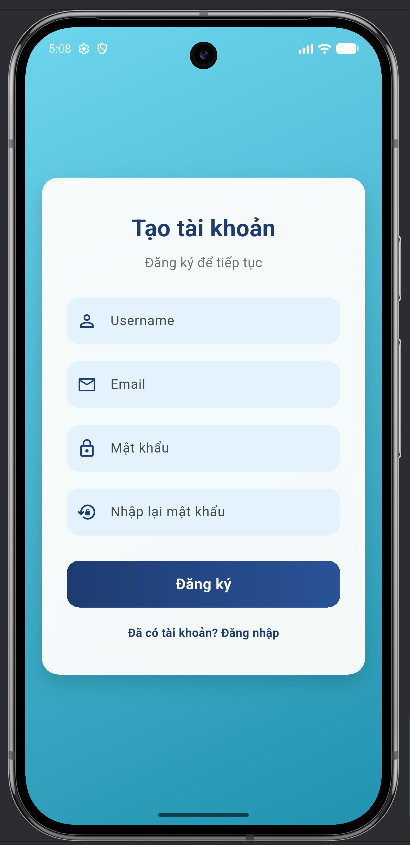 5:08
Tạo tài khoản
Đăng ký để tiếp tục
Username
Email
Mật khẩu
Nhập lại mật khẩu
Đăng ký
Đã có tài khoản? Đăng nhập